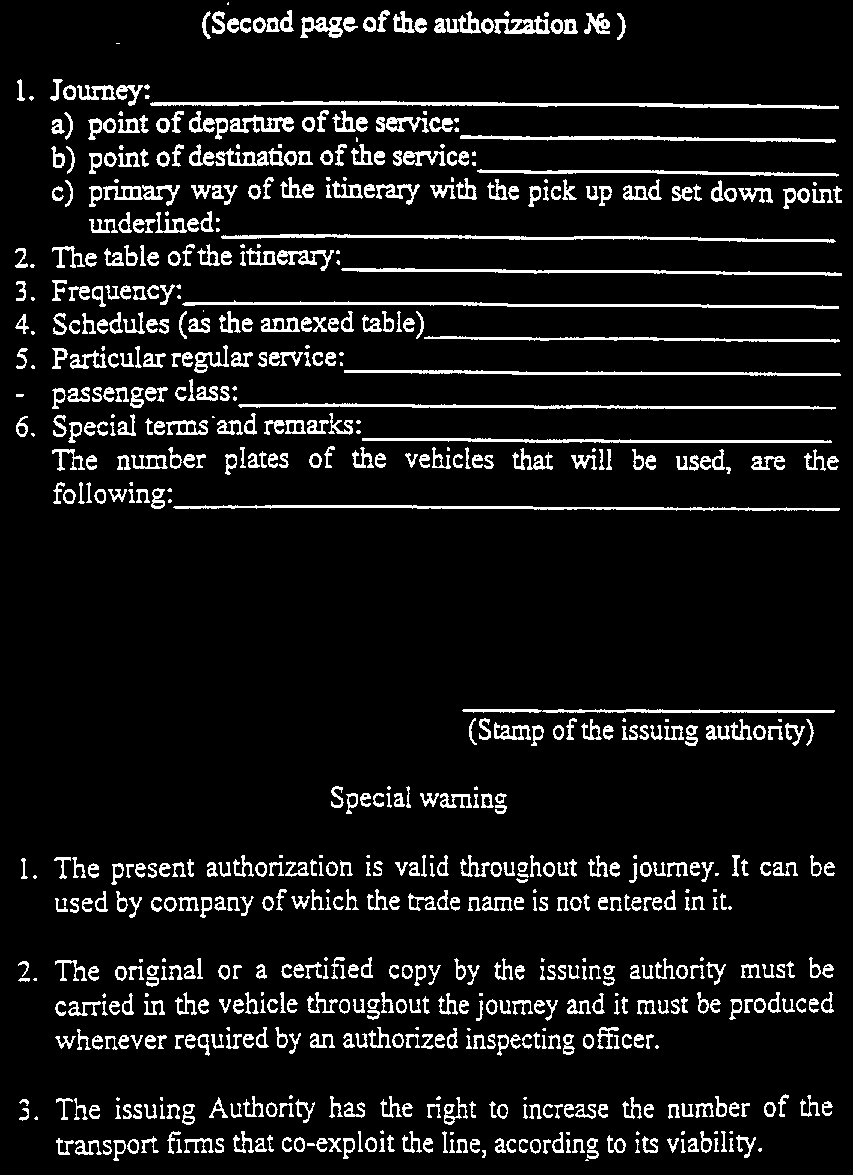 (Second page of the authorization № )
1. Journey:
a) point of departure of the service:
b) point of destination of the service:
c) primary way of the itinerary with the pick up and set down point
underlined:
2. The table of the itinerary:
3. Frequency:
4. Schedules (as the annexed table)
5. Particular regular service:
- passenger class:
6. Special terms and remarks:
The number plates of the vehicles that will be used, are the
following:
(Stamp of the issuing authority)
Special warning
1. The present authorization is valid throughout the journey. It can be
used by company of which the trade name is not entered in it.
2. The original or a certified copy by the issuing authority must be
carried in the vehicle throughout the journey and it must be produced
whenever required by an authorized inspecting officer.
3. The issuing Authority has the right to increase the number of the
transport firms that co-exploit the line, according to its viability.